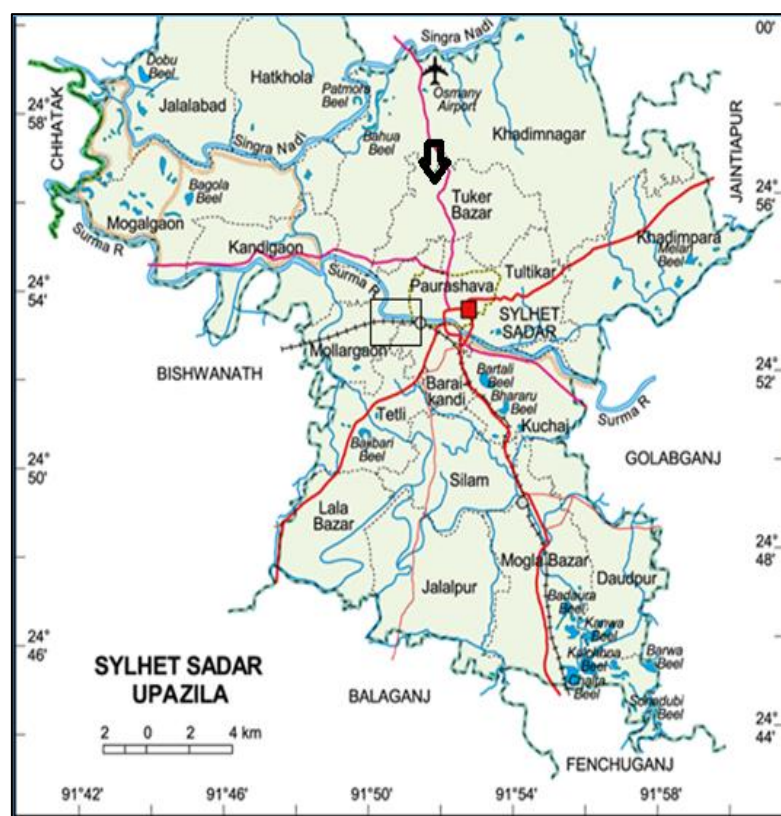 Singra Nadi
00'
Dobu
Beel
Hatkhola
Patmora
Beel
Osmany
Airport
24°
58'
Jalalabad
CHHATAK
Singra Nadi
Bahua
Beel
Khadimnagar
JAINTIAPUR
Bagola
Beel
Tuker
Bazar
24°
56'
Mogalgaon
Surma R
Kandigaon
Khadimpara
Melan
Beel
24°
54'
Surma R
Paurashava
Tultikar
SYLHET
SADAR
BISHWANATH
Mollargaon
24°
52'
Bartali
Beel
Barai
kandi
Bhararu
Beel
Tetli
Kuchai
Surma R
Beel
GOLABGANJ
24°
50'
Silam
Lala
Bazar
24°
48'
Mogla Bazar
Daudpur
Jalalpur
Badaura
Beel
Kanwa
Beel
24°
46'
Barwa
Beel
Beel
SYLHET SADAR
UPAZILA
BALAGANJ
Beel
24°
44'
2 0 2 4 km
FENCHUGANJ
91°42' 91°46' 91°50' 91°54' 91°58'